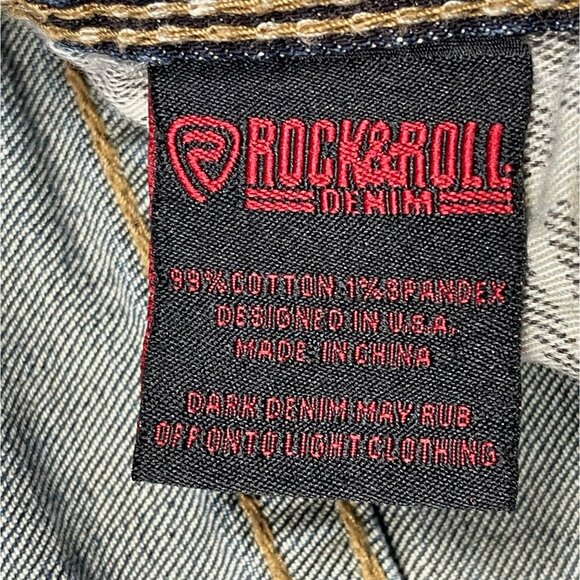 ROCK&ROLL
DENIM
99% COTTON 1% SPANDEX
DESIGNED IN U.S.A.
MADE IN CHINA
DARK DENIM MAY RUB
OFF ONTO LIGHT CLOTHING